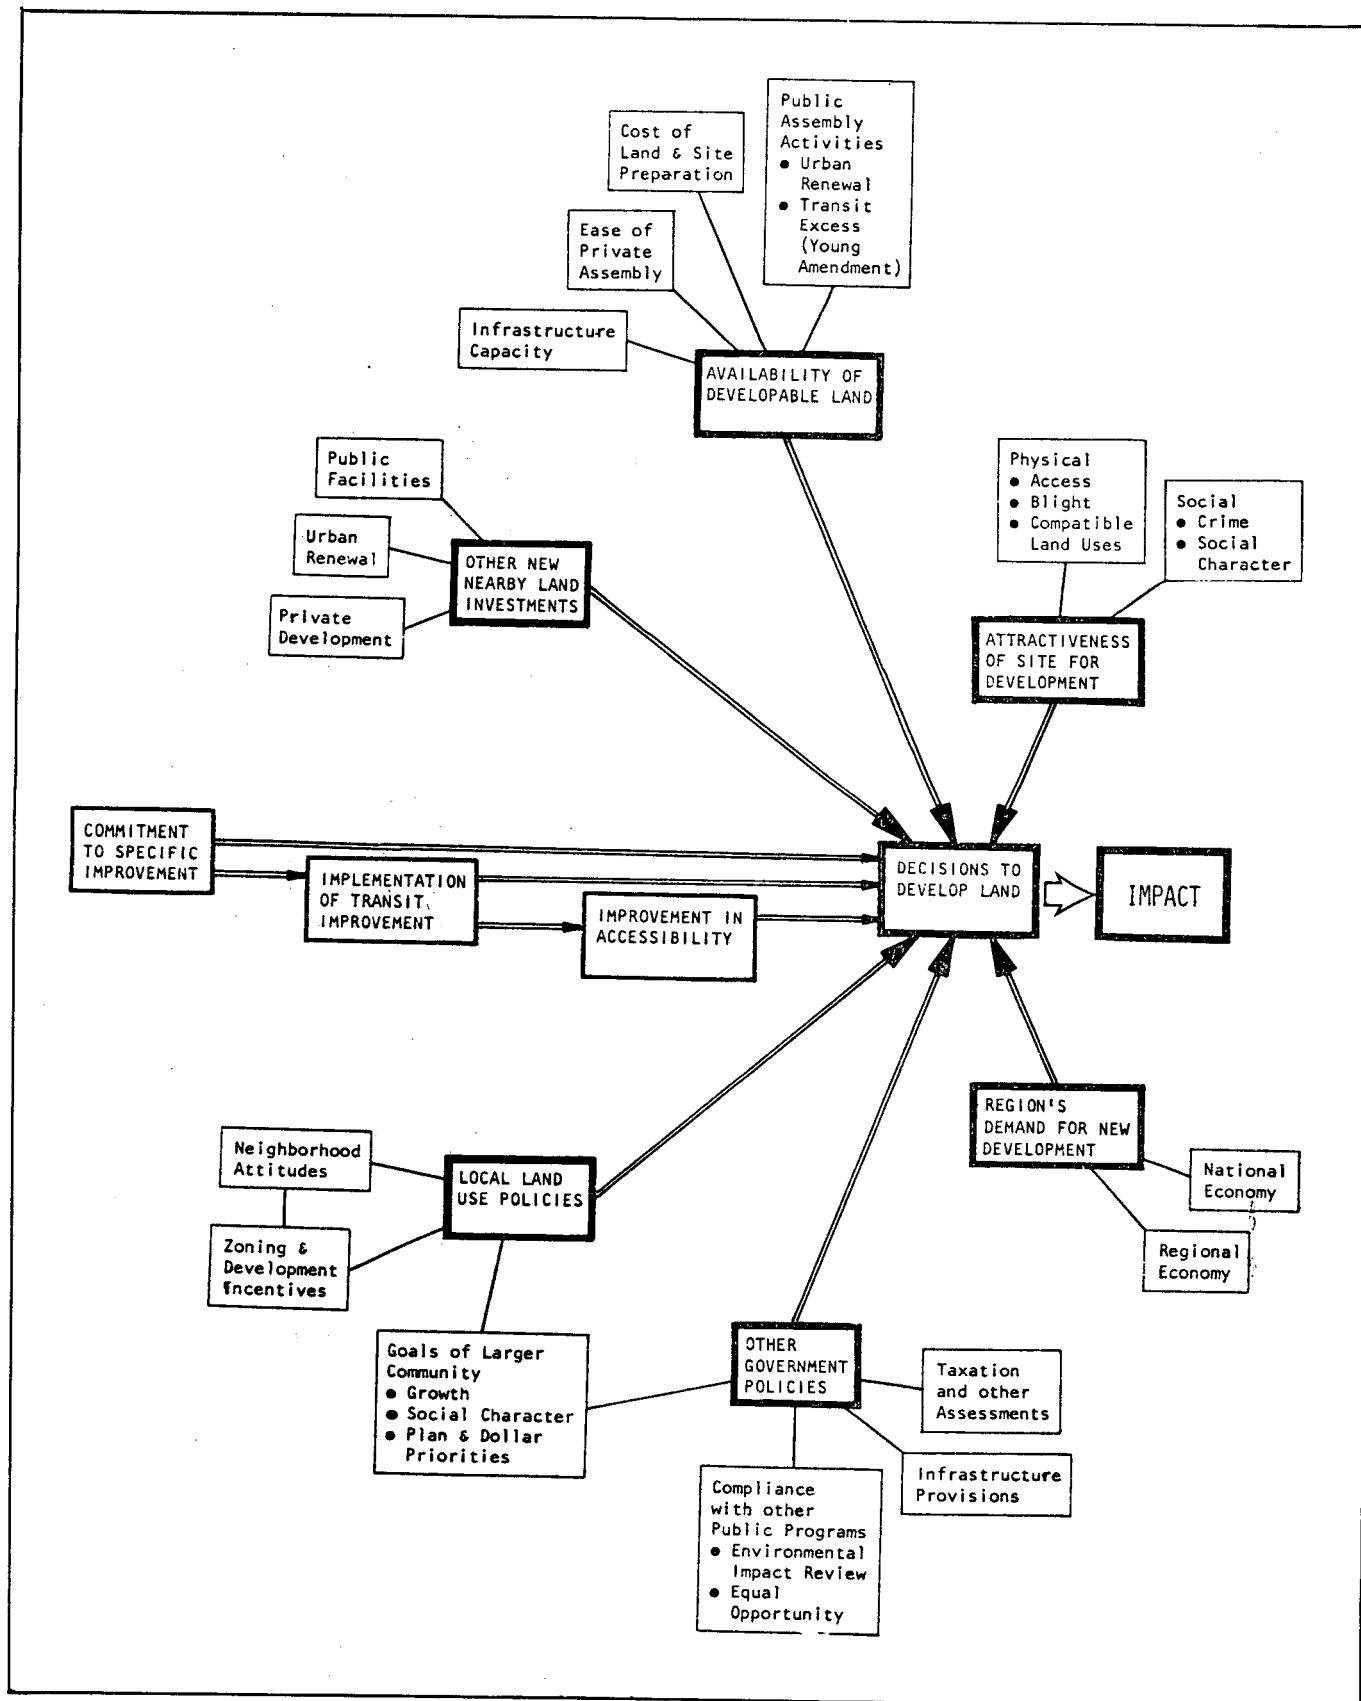 Public
Assembly
Activities
● Urban
Renewal
● Transit
Excess
(Young
Amendment)
Cost of
Land & Site
Preparation
Ease of
Private
Assembly
Infrastructure
Capacity
AVAILABILITY OF
DEVELOPABLE LAND
Public
Facilities
Urban
Renewal
Private
Development
OTHER NEW
NEARBY LAND
INVESTMENTS
Physical
● Access
● Blight
● Compatible
Land Uses
Social
● Crime
● Social
Character
ATTRACTIVENESS
OF SITE FOR
DEVELOPMENT
COMMITMENT
TO SPECIFIC
IMPROVEMENT
IMPLEMENTATION
OF TRANSIT
IMPROVEMENT
IMPROVEMENT IN
ACCESSIBILITY
DECISIONS TO
DEVELOP LAND
IMPACT
REGION'S
DEMAND FOR NEW
DEVELOPMENT
National
Economy
Regional
Economy
Neighborhood
Attitudes
Zoning &
Development
Incentives
LOCAL LAND
USE POLICIES
Goals of Larger
Community
● Growth
● Social Character
● Plan & Dollar
Priorities
OTHER
GOVERNMENT
POLICIES
Taxation
and other
Assessments
Infrastructure
Provisions
Compliance
with other
Public Programs
● Environmental
Impact Review
● Equal
Opportunity